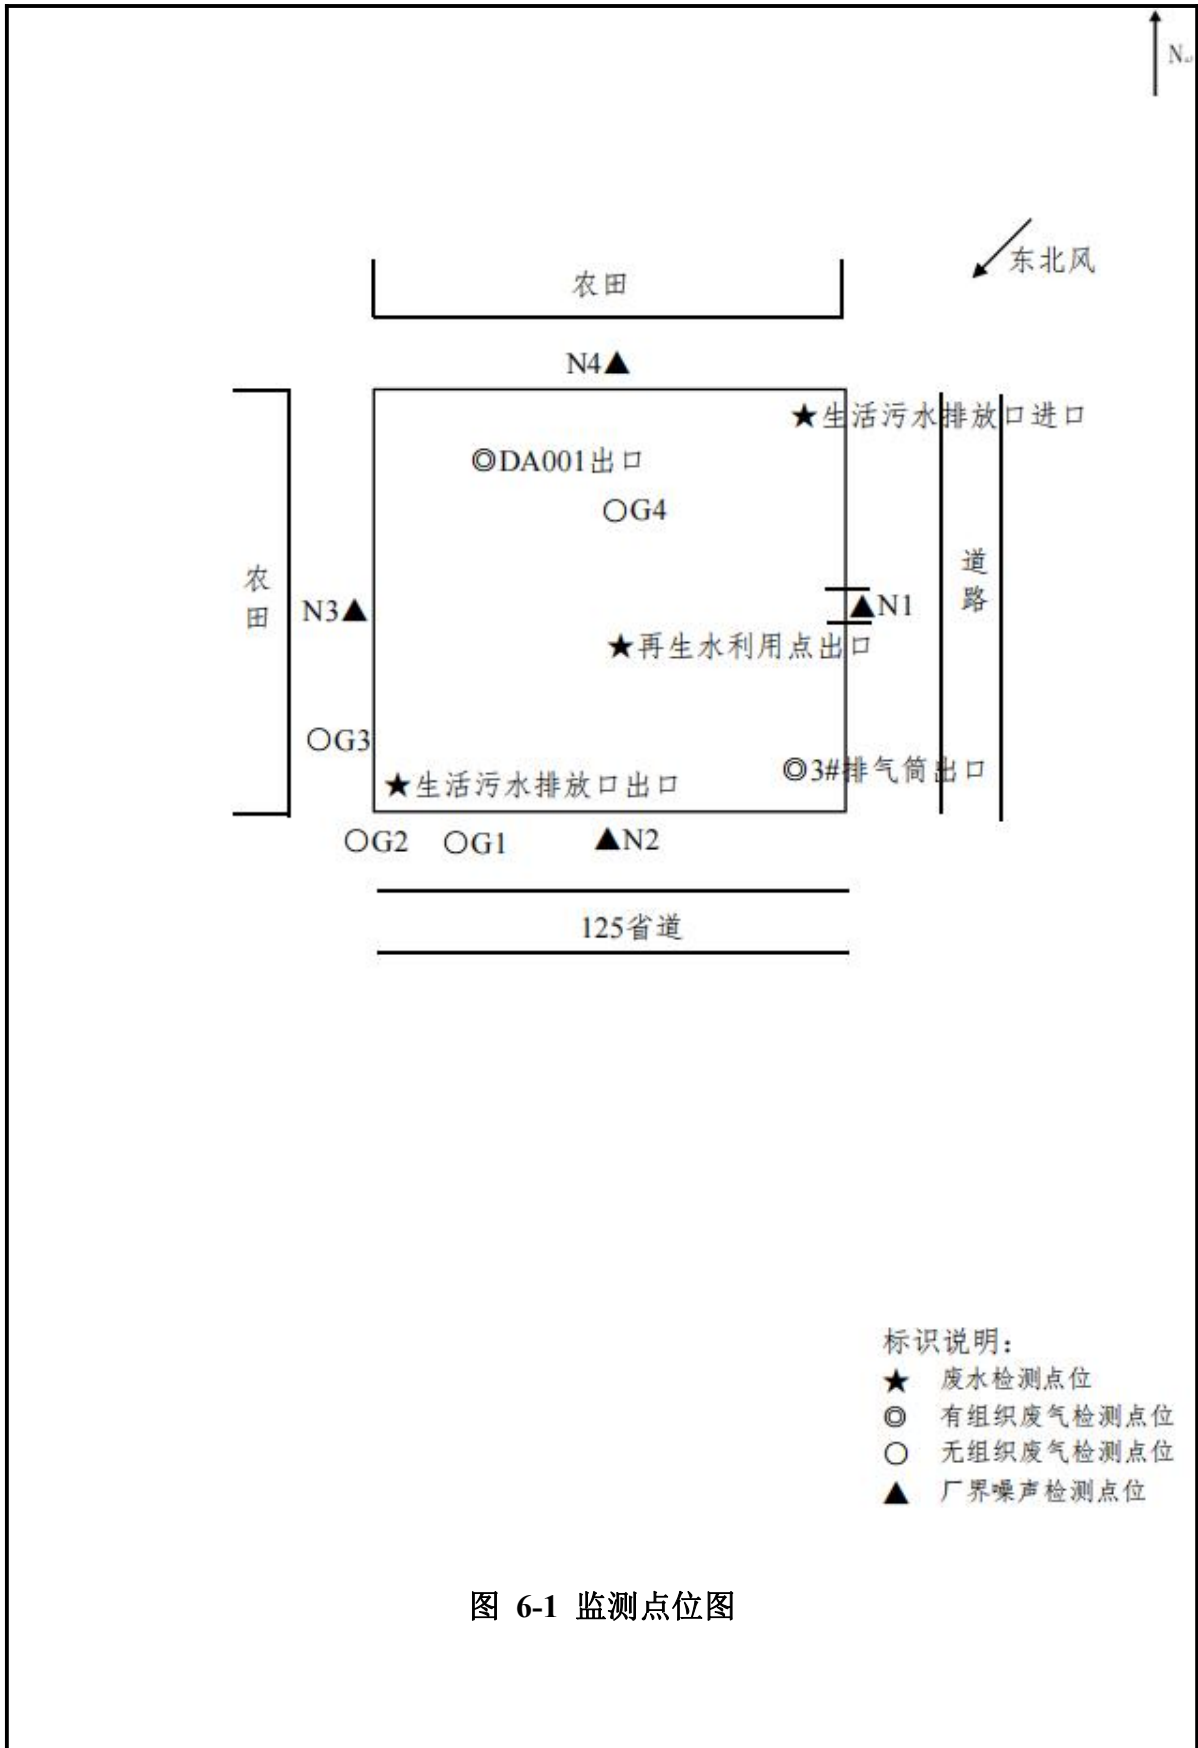 N
东北风
农田
N4▲
★生活污水排放口进口
◎DA001出口
○G4
农田
道路
N3▲
▲N1
★再生水利用点出口
○G3
◎3#排气筒出口
★生活污水排放口出口
○G2
○G1
▲N2
125省道
标识说明：
★ 废水检测点位
◎ 有组织废气检测点位
○ 无组织废气检测点位
▲ 厂界噪声检测点位
图 6-1 监测点位图